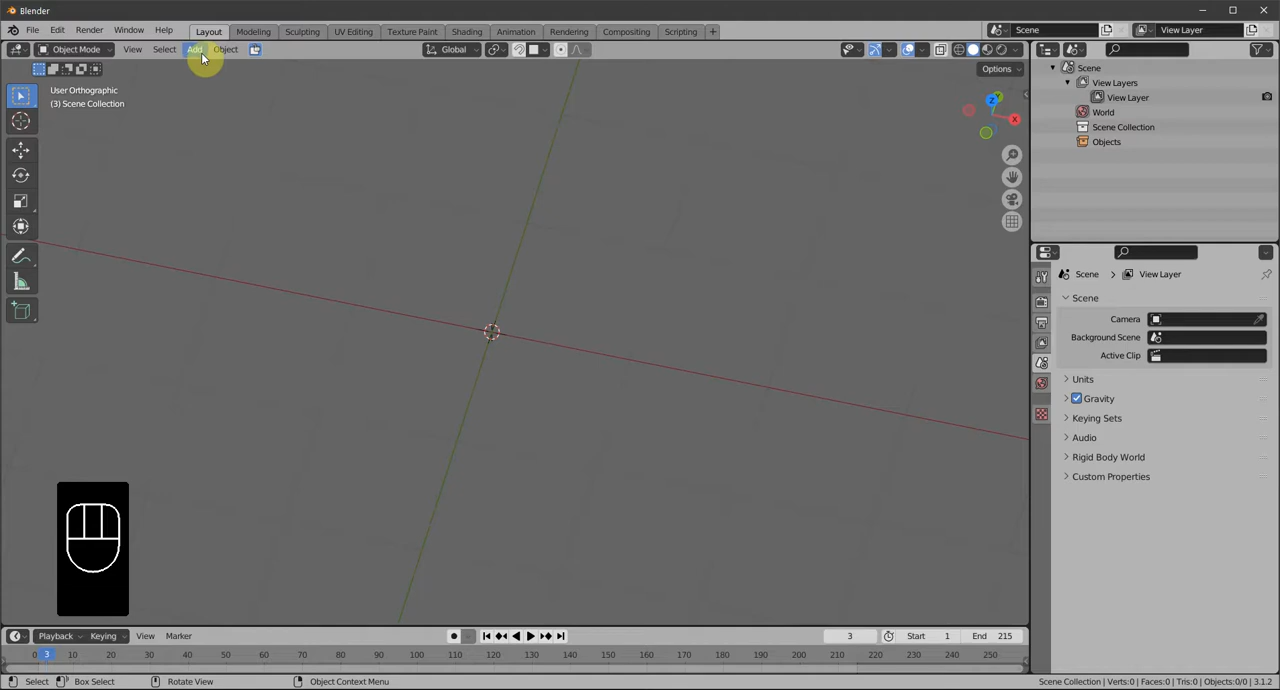 Blender
File Edit Render Window Help Layout Modeling Sculpting UV Editing Texture Paint Shading Animation Rendering Compositing Scripting + Scene View Layer
Object Mode View Select Add Object Global
Options
User Orthographic
(3) Scene Collection
Z Y X
Scene
View Layers
View Layer
World
Scene Collection
Objects
Scene > View Layer
Scene
Camera
Background Scene
Active Clip
Units
Gravity
Keying Sets
Audio
Rigid Body World
Custom Properties
Playback Keying View Marker 3 Start 1 End 215
0 3 10 20 30 40 50 60 70 80 90 100 110 120 130 140 150 160 170 180 190 200 210 220 230 240 250
Select Box Select Rotate View Object Context Menu Scene Collection | Verts:0 | Faces:0 | Tris:0 | Objects:0/0 | 3.1.2